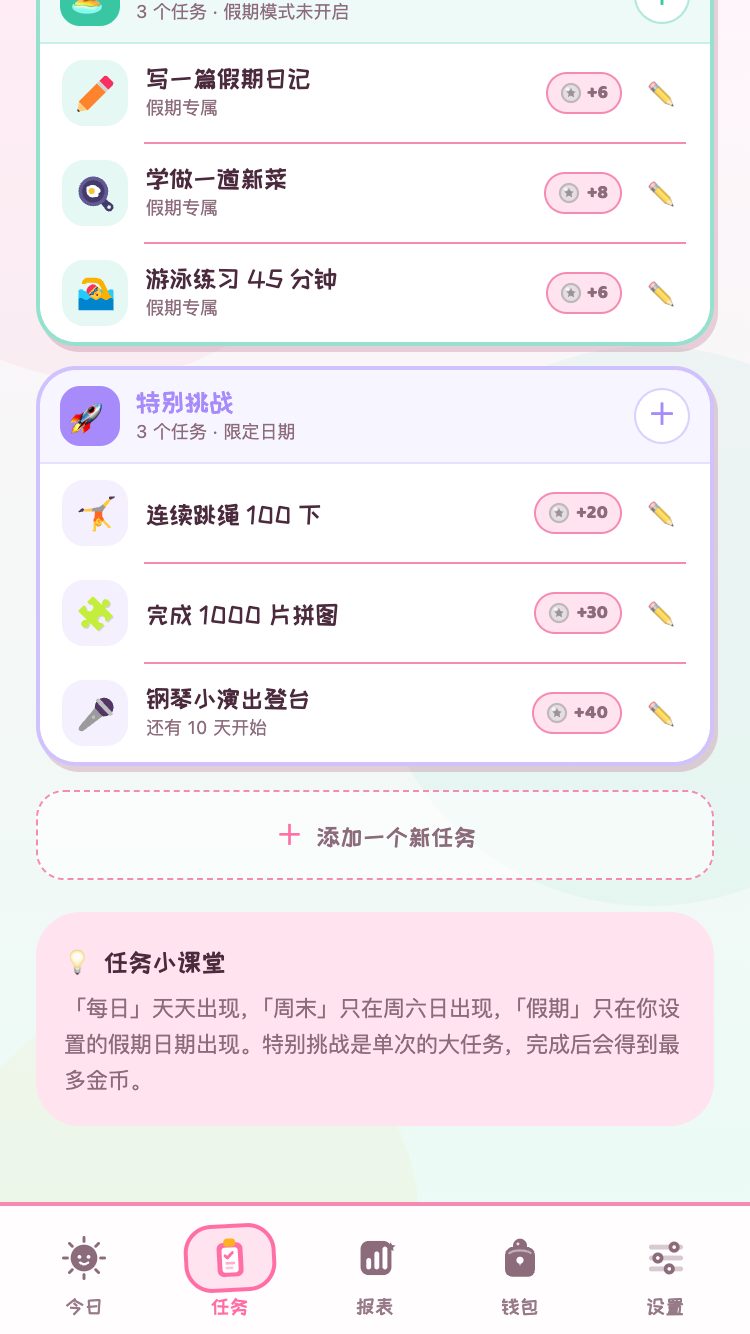 3 个任务 · 假期模式未开启
写一篇假期日记
假期专属
+6
学做一道新菜
假期专属
+8
游泳练习 45 分钟
假期专属
+6
特别挑战
3 个任务 · 限定日期
连续跳绳 100 下
+20
完成 1000 片拼图
+30
钢琴小演出登台
还有 10 天开始
+40
+ 添加一个新任务
任务小课堂
「每日」天天出现，「周末」只在周六日出现，「假期」只在你设
置的假期日期出现。特别挑战是单次的大任务，完成后会得到最
多金币。
今日
任务
报表
钱包
设置